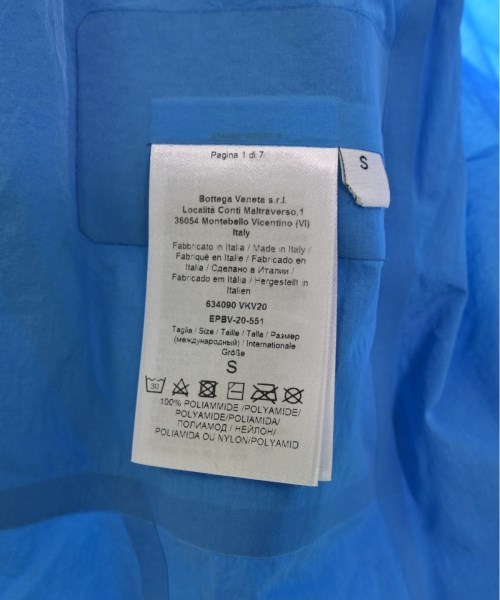 Pagina 1 di 7
S
Bottega Veneta s.r.l.
Località Conti Maltraverso,1
36054 Montebello Vicentino (VI)
Italy
Fabbricato in Italia / Made in Italy /
Fabriqué en Italie / Fabricado en
Italia / Сделано в Италии /
Fabricado em Itália / Hergestellt in
Italien
634090 VKV20
EPBV-20-551
Taglia / Size / Taille / Talla / Размер
(международный) / Internationale
Größe
S
30
100% POLIAMMIDE /POLYAMIDE/
POLYAMIDE/POLIAMIDA/
ПОЛИАМОД / НЕЙЛОН/
POLIAMIDA OU NYLON/POLYAMID